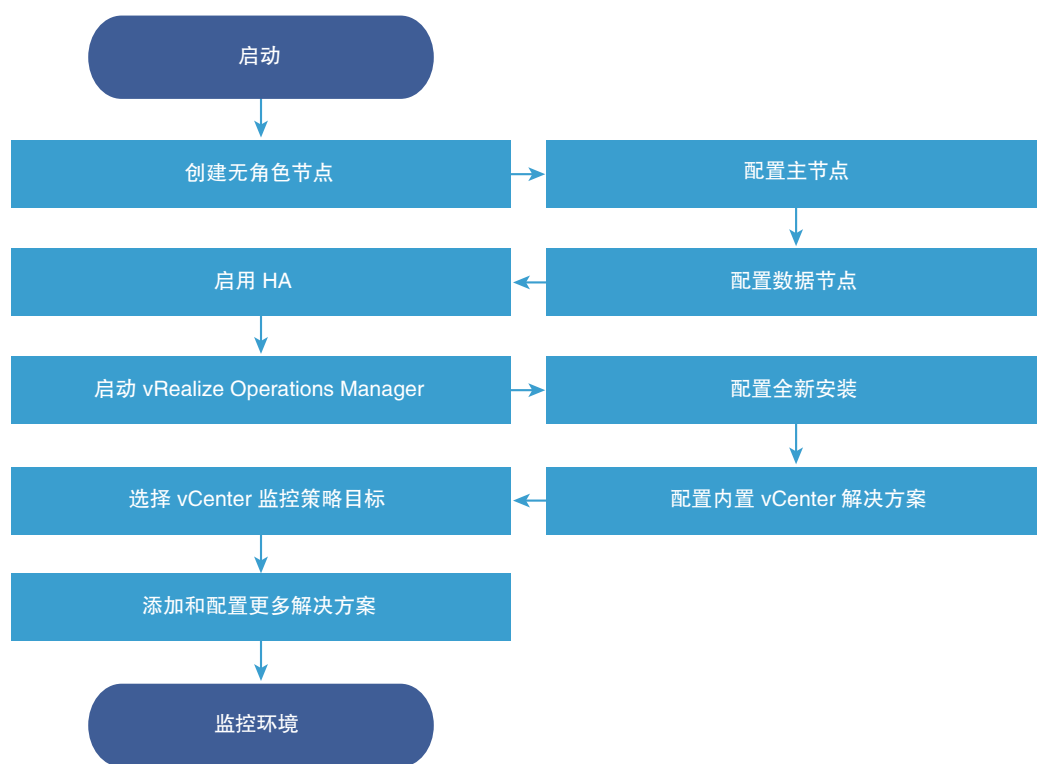 启动
创建无角色节点
配置主节点
配置数据节点
启用 HA
启动 vRealize Operations Manager
配置全新安装
配置内置 vCenter 解决方案
选择 vCenter 监控策略目标
添加和配置更多解决方案
监控环境